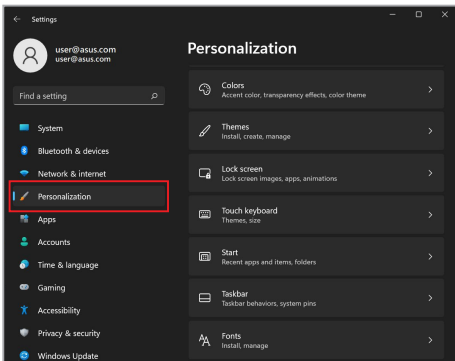 Settings
user@asus.com
user@asus.com
Find a setting
System
Bluetooth & devices
Network & internet
Personalization
Apps
Accounts
Time & language
Gaming
Accessibility
Privacy & security
Windows Update
Personalization
Colors
Accent color, transparency effects, color theme
Themes
Install, create, manage
Lock screen
Lock screen images, apps, animations
Touch keyboard
Themes, size
Start
Recent apps and items, folders
Taskbar
Taskbar behaviors, system pins
Fonts
Install, manage